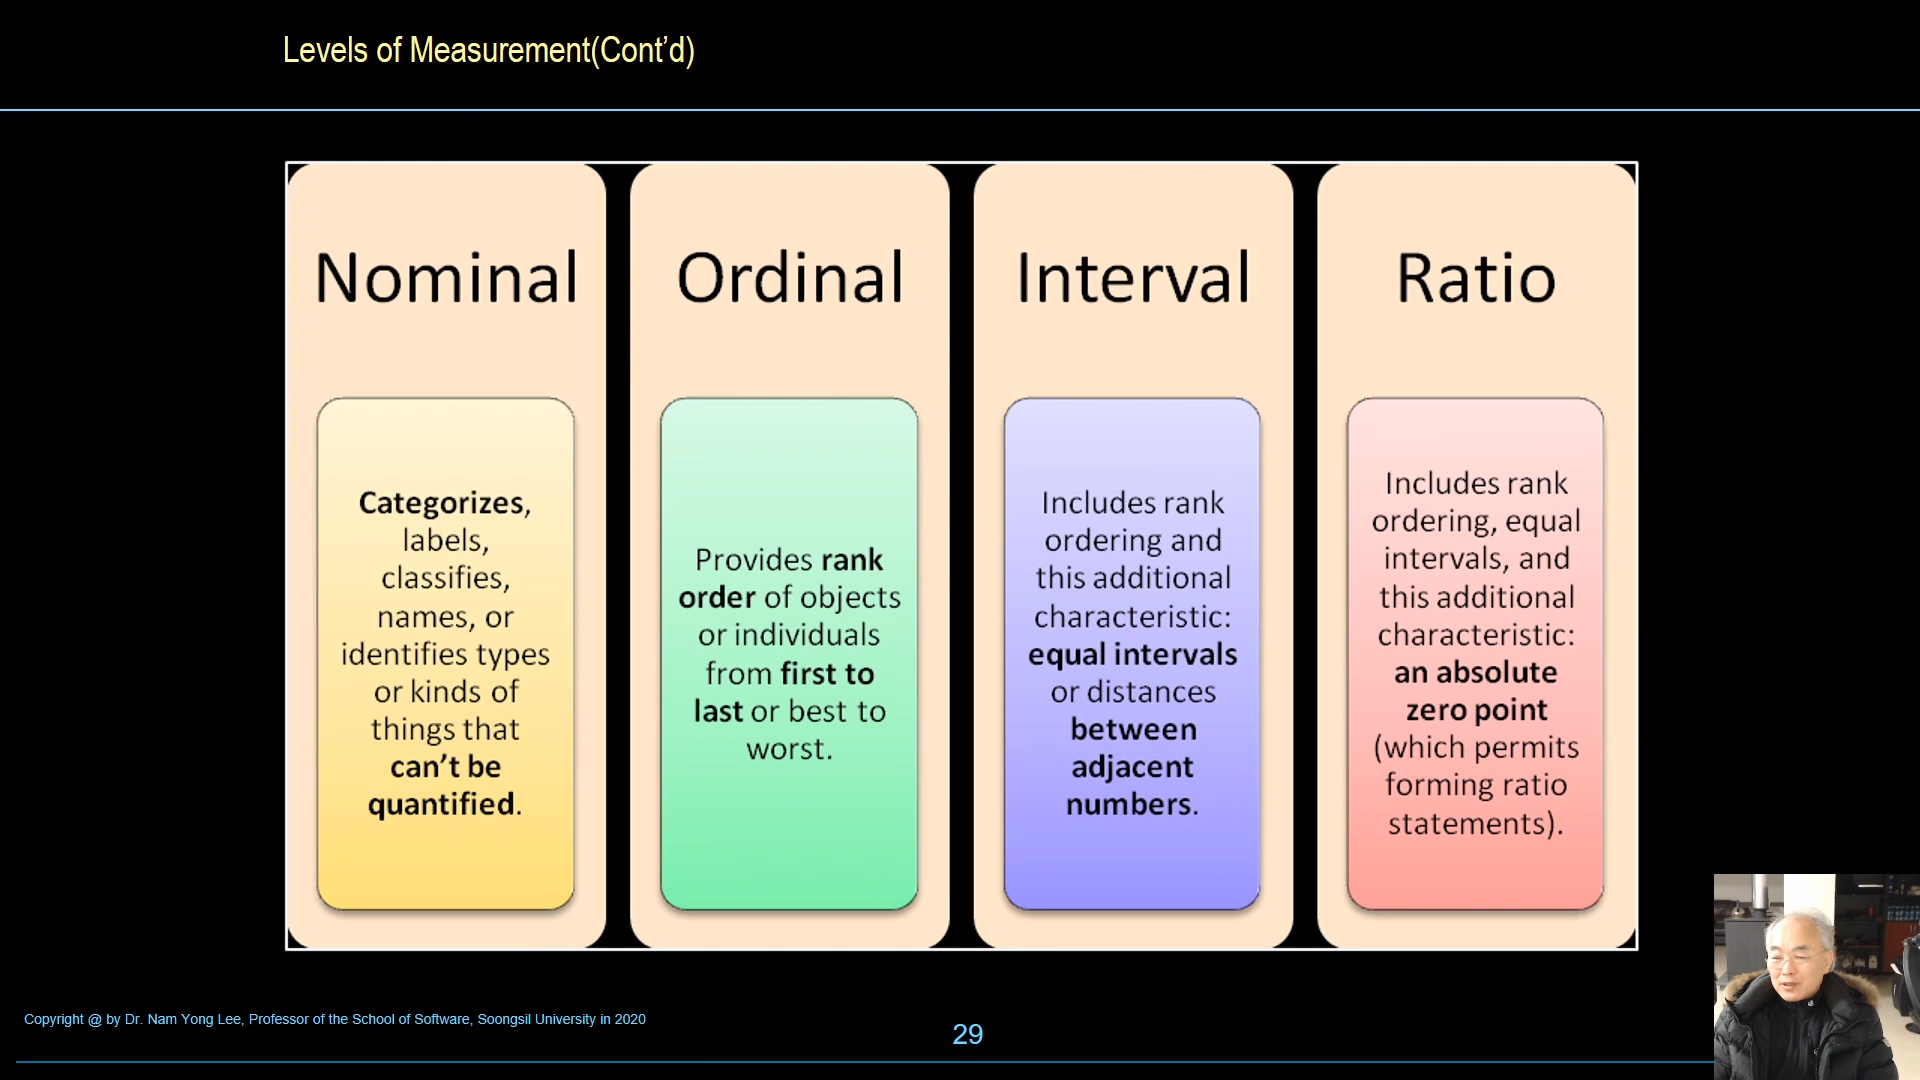 Levels of Measurement(Cont’d)
Nominal
Categorizes,
labels,
classifies,
names, or
identifies types
or kinds of
things that
can’t be
quantified.
Ordinal
Provides rank
order of objects
or individuals
from first to
last or best to
worst.
Interval
Includes rank
ordering and
this additional
characteristic:
equal intervals
or distances
between
adjacent
numbers.
Ratio
Includes rank
ordering, equal
intervals, and
this additional
characteristic:
an absolute
zero point
(which permits
forming ratio
statements).
Copyright @ by Dr. Nam Yong Lee, Professor of the School of Software, Soongsil University in 2020
29